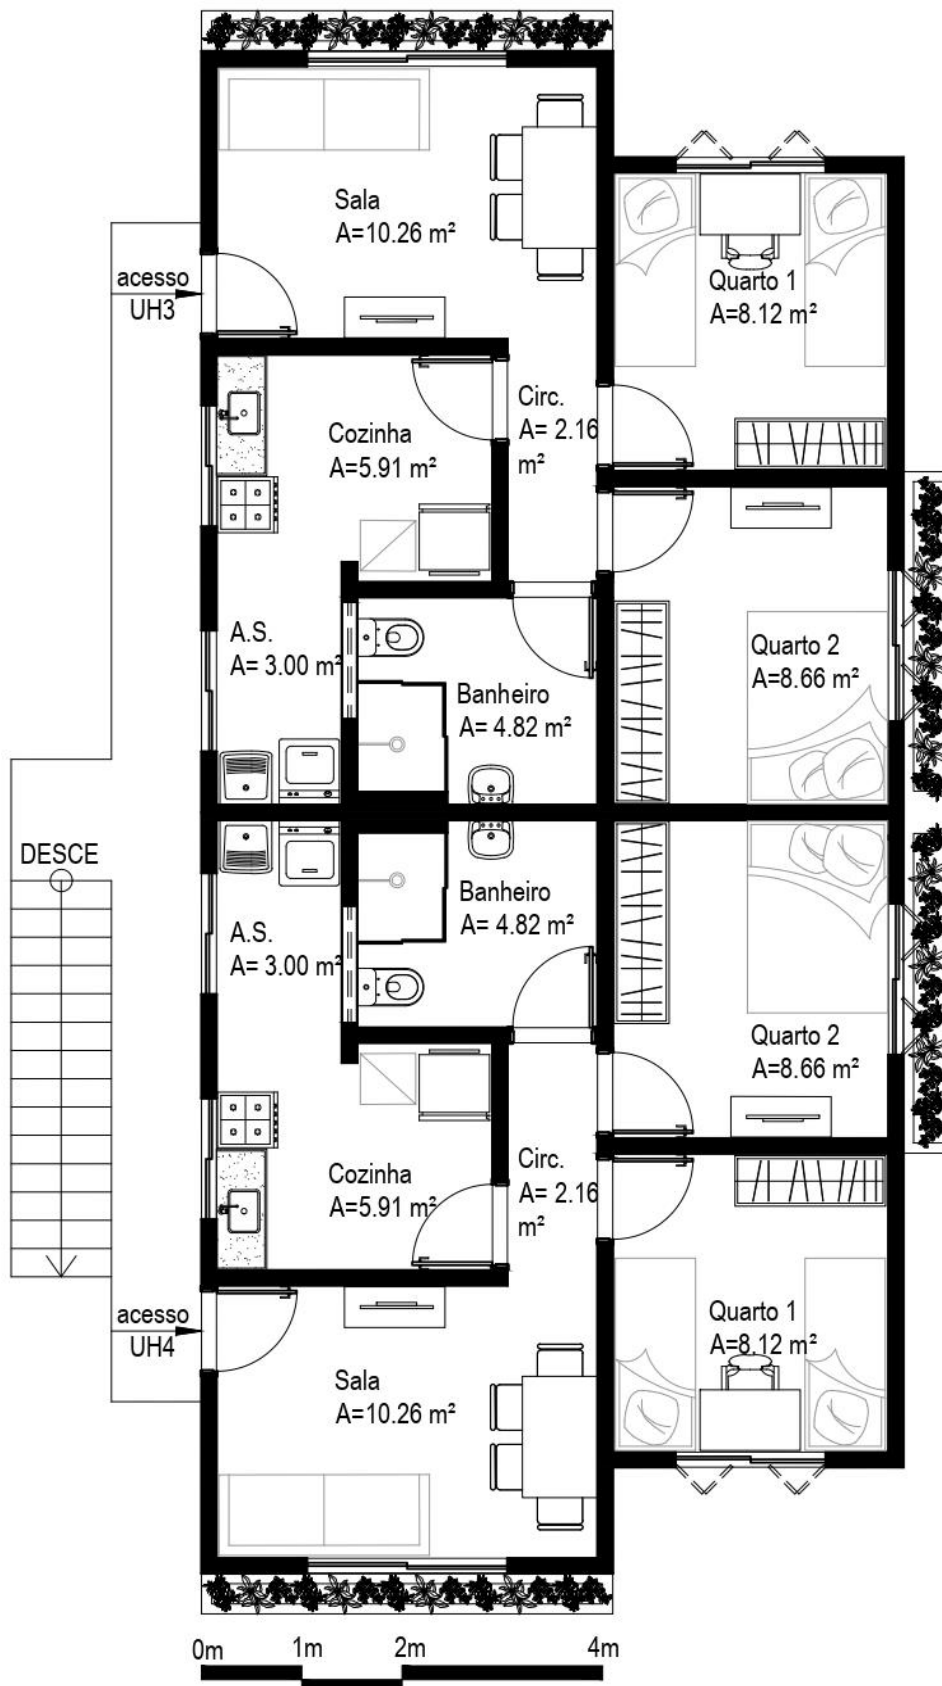 Sala
A=10.26 m²
acesso
UH3
Quarto 1
A=8.12 m²
Cozinha
A=5.91 m²
Circ.
A= 2.16
m²
A.S.
A= 3.00 m²
Banheiro
A= 4.82 m²
Quarto 2
A=8.66 m²
DESCE
A.S.
A= 3.00 m²
Banheiro
A= 4.82 m²
Quarto 2
A=8.66 m²
Cozinha
A=5.91 m²
Circ.
A= 2.16
m²
acesso
UH4
Quarto 1
A=8.12 m²
Sala
A=10.26 m²
0m 1m 2m 4m